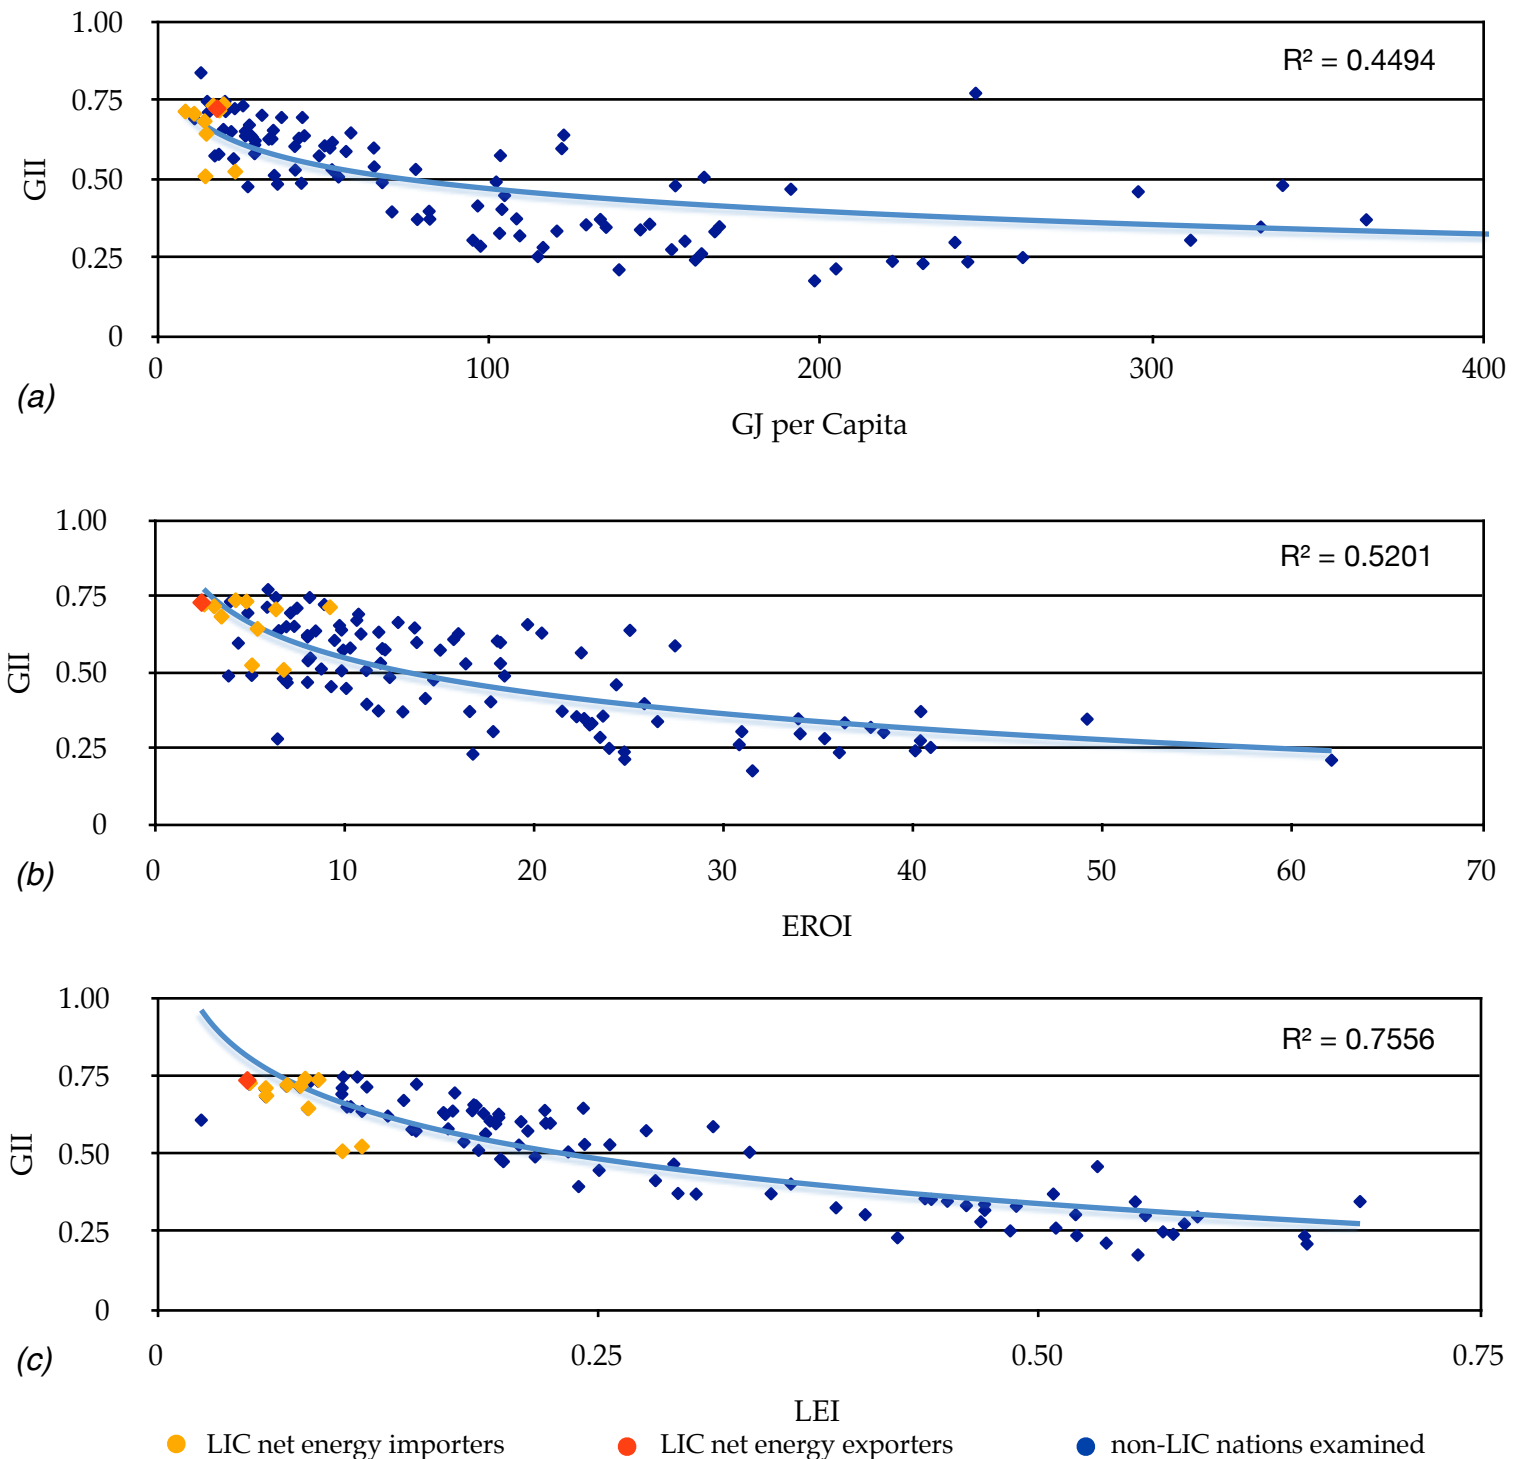 1.00
R² = 0.4494
0.75
GII
0.50
0.25
0
0 100 200 300 400
(a)
GJ per Capita
1.00
R² = 0.5201
0.75
GII
0.50
0.25
0
0 10 20 30 40 50 60 70
(b)
EROI
1.00
R² = 0.7556
0.75
GII
0.50
0.25
0
0 0.25 0.50 0.75
(c)
LEI
LIC net energy importers LIC net energy exporters non-LIC nations examined